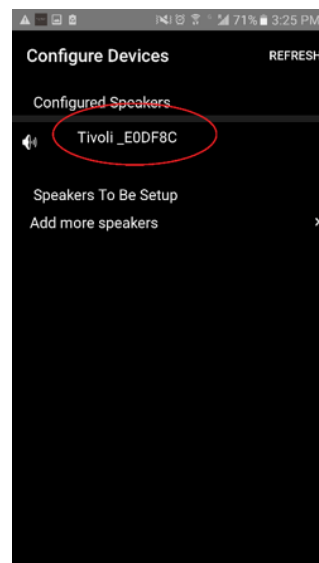 71% 3:25 PM
Configure Devices REFRESH
Configured Speakers
Tivoli _E0DF8C
Speakers To Be Setup
Add more speakers